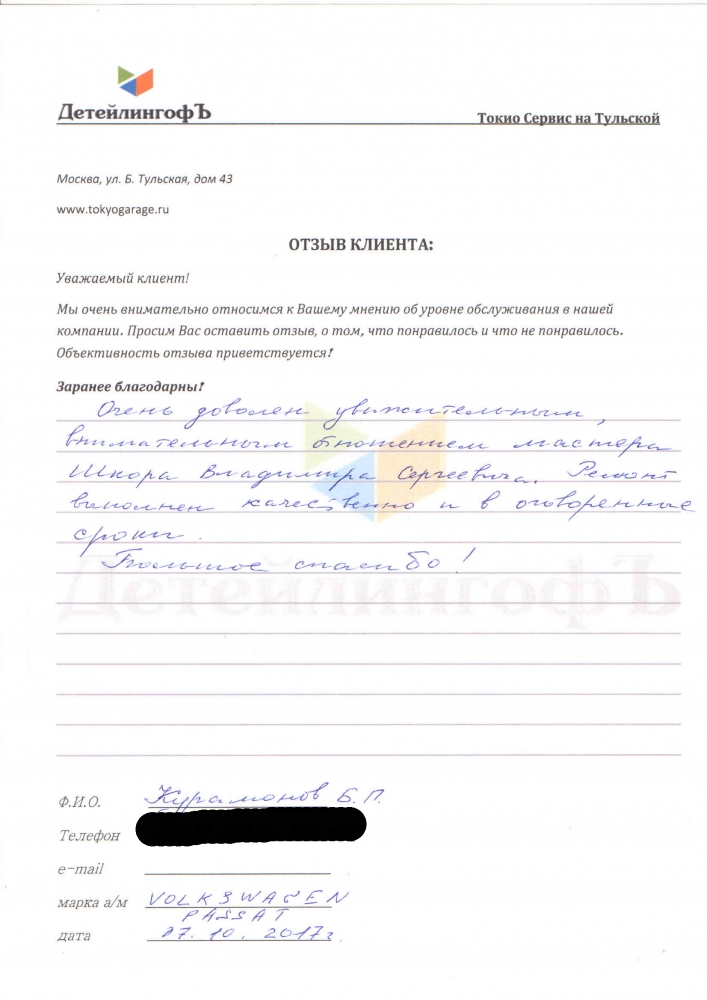 ДетейлингофЪ
Токио Сервис на Тульской
Москва, ул. Б. Тульская, дом 43
www.tokyogarage.ru
ОТЗЫВ КЛИЕНТА:
Уважаемый клиент!
Мы очень внимательно относимся к Вашему мнению об уровне обслуживания в нашей
компании. Просим Вас оставить отзыв, о том, что понравилось и что не понравилось.
Объективность отзыва приветствуется!
Заранее благодарны!
Очень доволен уважительным,
внимательным отношением мастера
Шкора Владимира Сергеевича. Ремонт
выполнен качественно и в оговоренные
сроки.
Большое спасибо!
ДетейлингофЪ
Ф.И.О. Курамонов Б.П.
Телефон
e-mail
марка а/м VOLKSWAGEN
PASSAT
дата 17.10.2017г